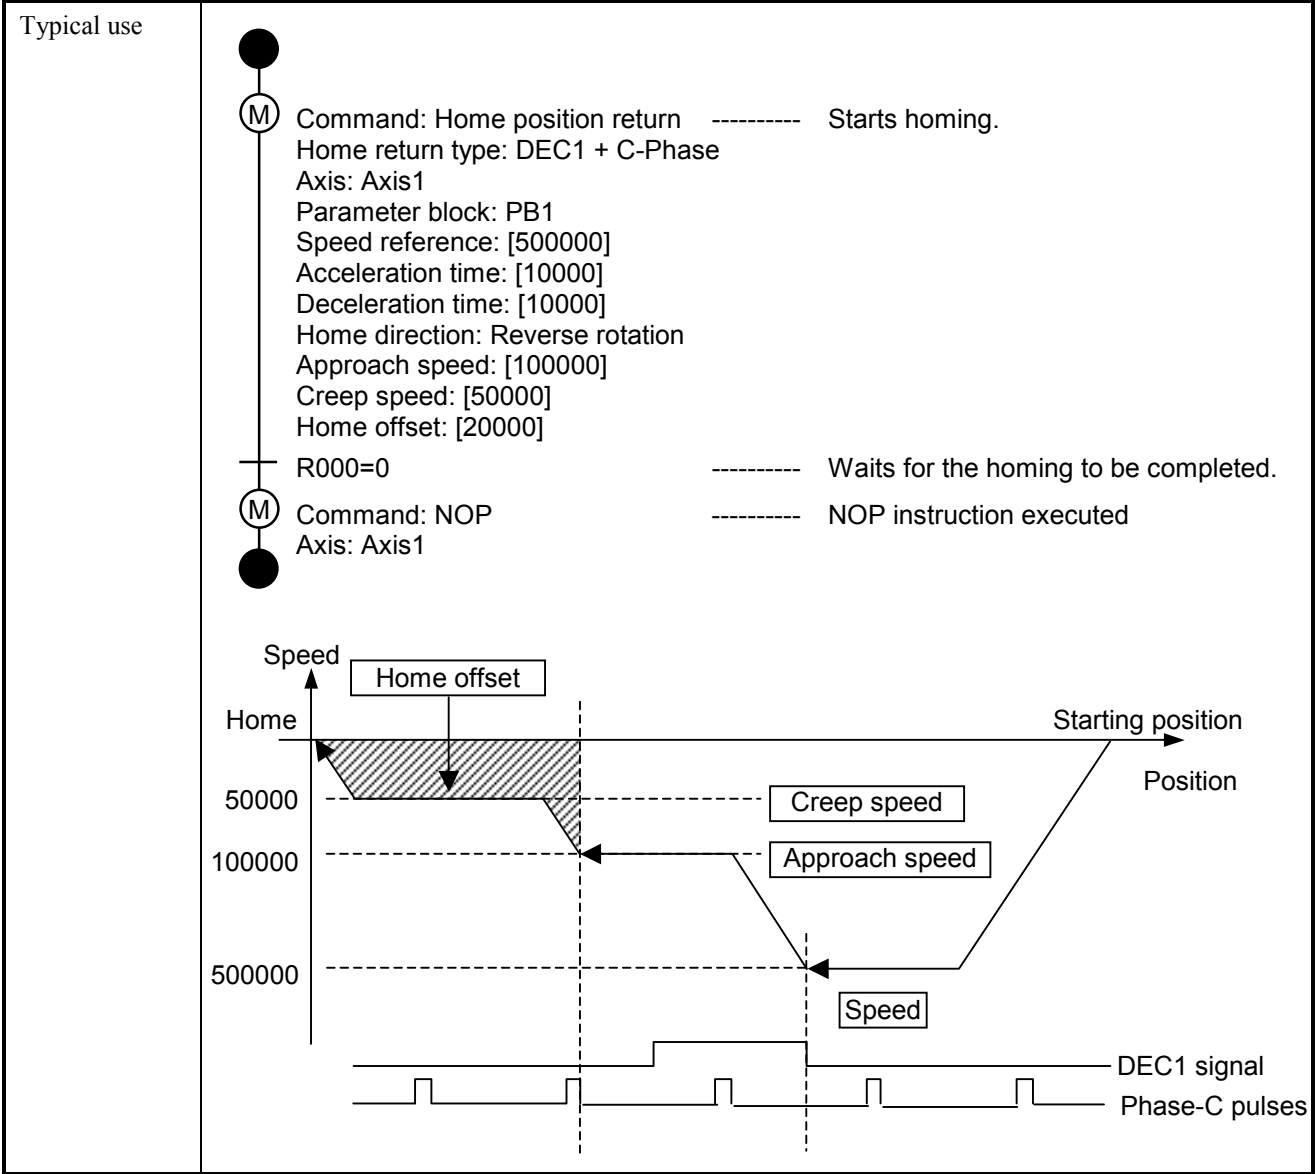 Typical use
M
Command: Home position return ---------- Starts homing.
Home return type: DEC1 + C-Phase
Axis: Axis1
Parameter block: PB1
Speed reference: [500000]
Acceleration time: [10000]
Deceleration time: [10000]
Home direction: Reverse rotation
Approach speed: [100000]
Creep speed: [50000]
Home offset: [20000]
R000=0 ---------- Waits for the homing to be completed.
M
Command: NOP ---------- NOP instruction executed
Axis: Axis1
Speed
Home offset
Home
Starting position
Position
50000
Creep speed
100000
Approach speed
500000
Speed
DEC1 signal
Phase-C pulses